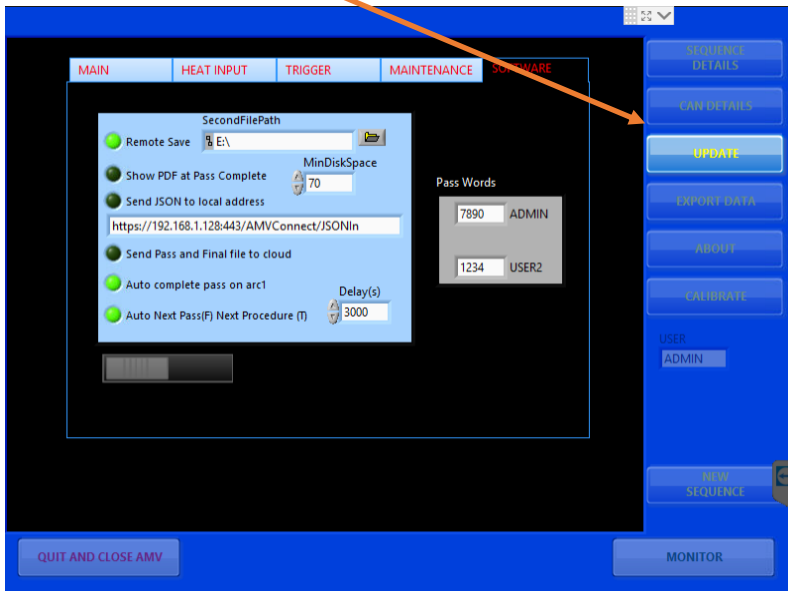 MAIN
HEAT INPUT
TRIGGER
MAINTENANCE
SOFTWARE
SecondFilePath
Remote Save
E:\
Show PDF at Pass Complete
MinDiskSpace
70
Send JSON to local address
https://192.168.1.128:443/AMVConnect/JSONIn
Send Pass and Final file to cloud
Auto complete pass on arc1
Delay(s)
Auto Next Pass(F) Next Procedure (T)
3000
Pass Words
7890 ADMIN
1234 USER2
SEQUENCE
DETAILS
CAN DETAILS
UPDATE
EXPORT DATA
ABOUT
CALIBRATE
USER
ADMIN
NEW
SEQUENCE
QUIT AND CLOSE AMV
MONITOR